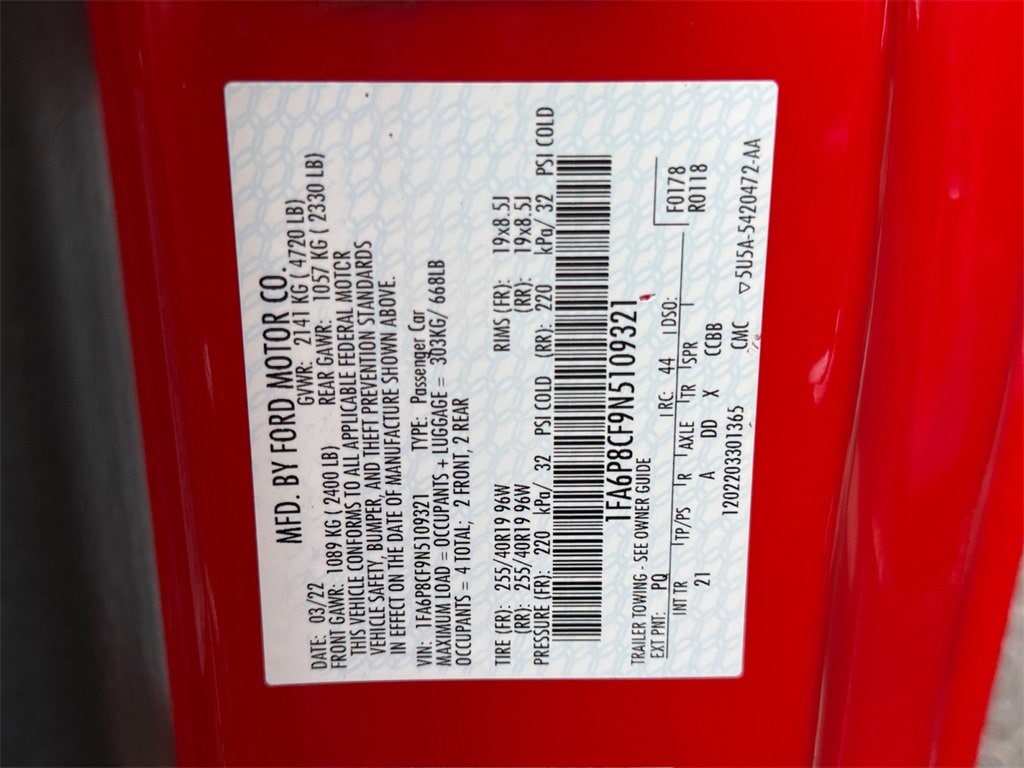 MFD. BY FORD MOTOR CO.
DATE: 03/22 GVWR: 2141 KG ( 4720 LB)
FRONT GAWR: 1089 KG ( 2400 LB) REAR GAWR: 1057 KG ( 2330 LB)
THIS VEHICLE CONFORMS TO ALL APPLICABLE FEDERAL MOTOR
VEHICLE SAFETY, BUMPER, AND THEFT PREVENTION STANDARDS
IN EFFECT ON THE DATE OF MANUFACTURE SHOWN ABOVE.
VIN: 1FA6P8CF9N5109321 TYPE: Passenger Car
MAXIMUM LOAD = OCCUPANTS + LUGGAGE = 303KG/ 668LB
OCCUPANTS = 4 TOTAL; 2 FRONT, 2 REAR
TIRE (FR): 255/40R19 96W RIMS (FR): 19x8.5J
(RR): 255/40R19 96W (RR): 19x8.5J
PRESSURE (FR): 220 kPa/ 32 PSI COLD (RR): 220 kPa/ 32 PSI COLD
1FA6P8CF9N5109321
TRAILER TOWING - SEE OWNER GUIDE
EXT PNT: PQ RC: 44 DSO: F0178
R0118
INT TR TP/PS R AXLE TR SPR
21 A DD X CCBB
1202203301365 CMC ▽5U5A-5420472-AA